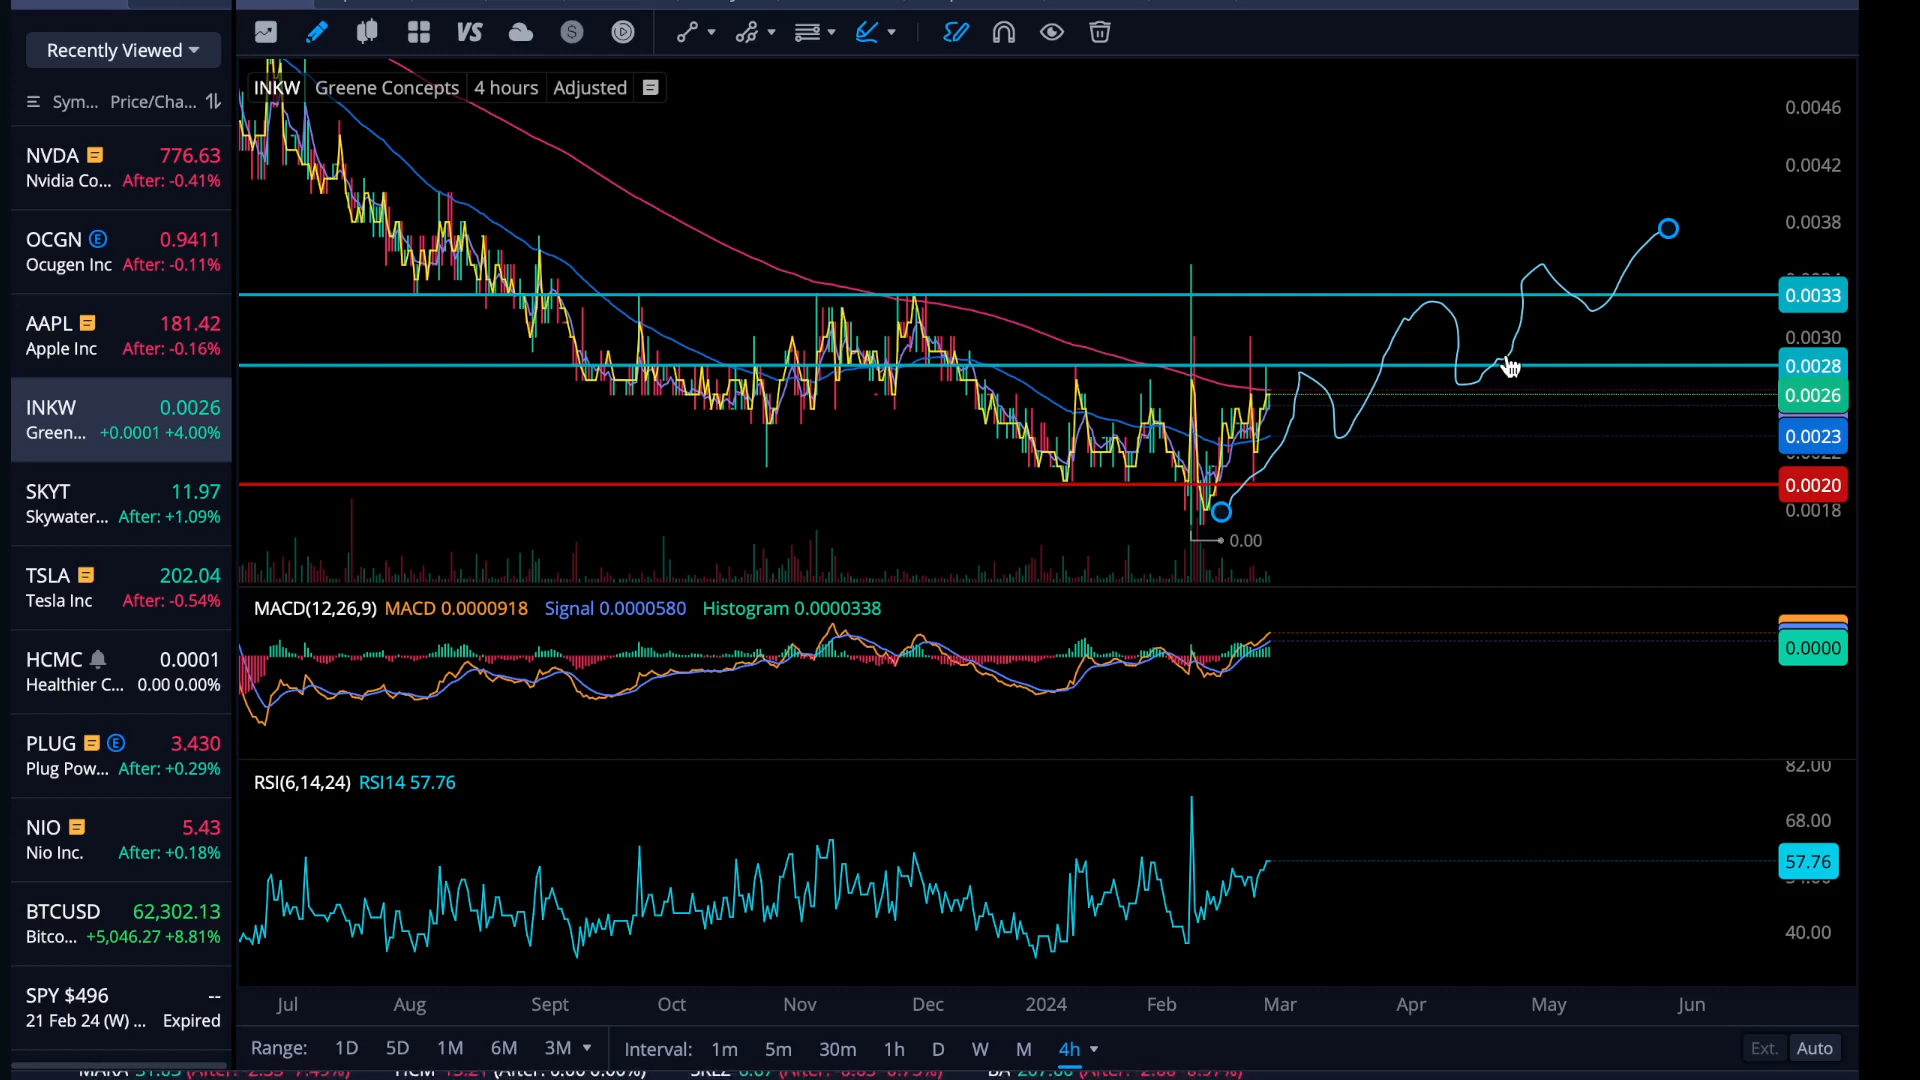 Recently Viewed
Sym... Price/Cha...
NVDA 776.63
Nvidia Co... After: -0.41%
OCGN E 0.9411
Ocugen Inc After: -0.11%
AAPL 181.42
Apple Inc After: -0.16%
INKW 0.0026
Green... +0.0001 +4.00%
SKYT 11.97
Skywater... After: +1.09%
TSLA 202.04
Tesla Inc After: -0.54%
HCMC 0.0001
Healthier C... 0.00 0.00%
PLUG E 3.430
Plug Pow... After: +0.29%
NIO 5.43
Nio Inc. After: +0.18%
BTCUSD 62,302.13
Bitco... +5,046.27 +8.81%
SPY $496 --
21 Feb 24 (W) ... Expired
VS S
INKW Greene Concepts 4 hours Adjusted
0.0046
0.0042
0.0038
0.0033
0.0030
0.0028
0.0026
0.0023
0.0020
0.0018
0.00
MACD(12,26,9) MACD 0.0000918 Signal 0.0000580 Histogram 0.0000338
0.0000
RSI(6,14,24) RSI14 57.76
82.00
68.00
57.76
40.00
Jul Aug Sept Oct Nov Dec 2024 Feb Mar Apr May Jun
Range: 1D 5D 1M 6M 3M Interval: 1m 5m 30m 1h D W M 4h Ext. Auto